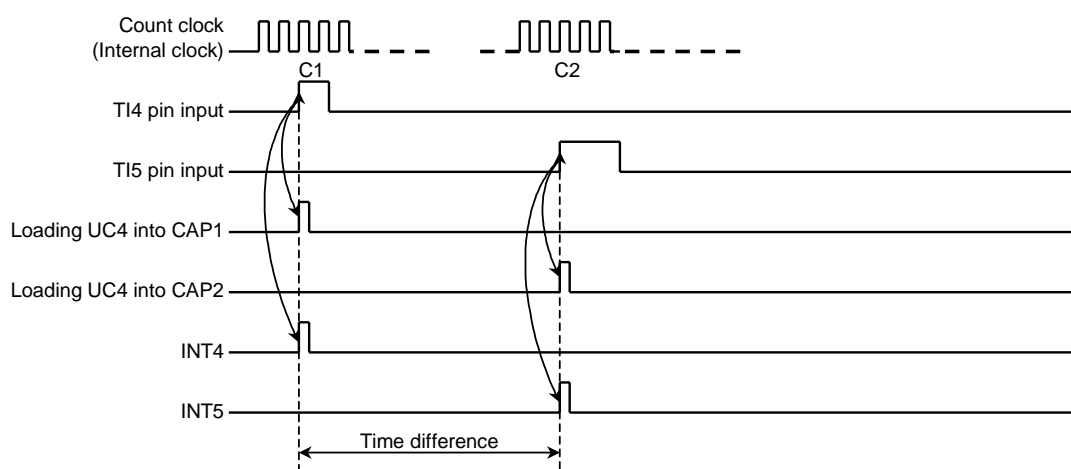 Count clock
(Internal clock)
C1
C2
TI4 pin input
TI5 pin input
Loading UC4 into CAP1
Loading UC4 into CAP2
INT4
INT5
Time difference